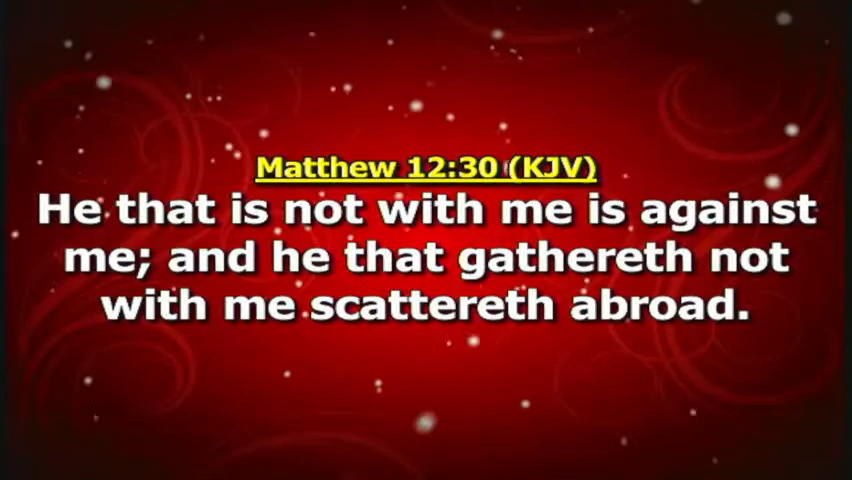 Matthew 12:30 (KJV)
He that is not with me is against
me; and he that gathereth not
with me scattereth abroad.